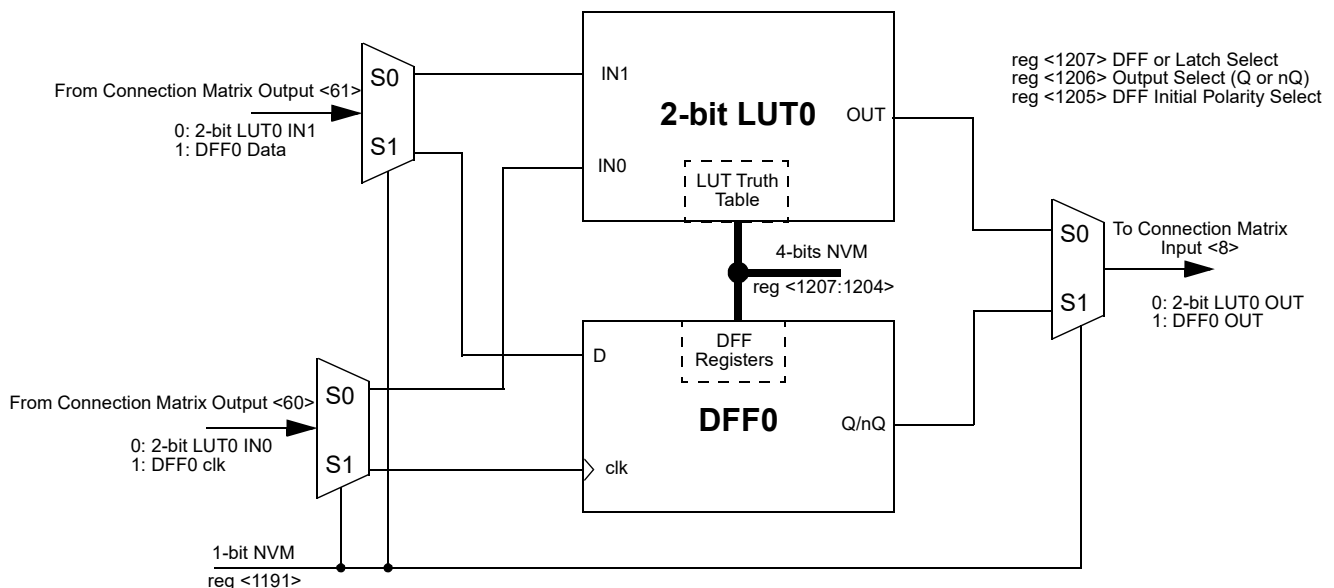 reg <1207> DFF or Latch Select
reg <1206> Output Select (Q or nQ)
reg <1205> DFF Initial Polarity Select
From Connection Matrix Output <61>
0: 2-bit LUT0 IN1
1: DFF0 Data
S0
S1
IN1
IN0
2-bit LUT0
OUT
LUT Truth
Table
4-bits NVM
reg <1207:1204>
S0
S1
To Connection Matrix
Input <8>
0: 2-bit LUT0 OUT
1: DFF0 OUT
DFF
Registers
D
DFF0
Q/nQ
clk
From Connection Matrix Output <60>
0: 2-bit LUT0 IN0
1: DFF0 clk
S0
S1
1-bit NVM
reg <1191>